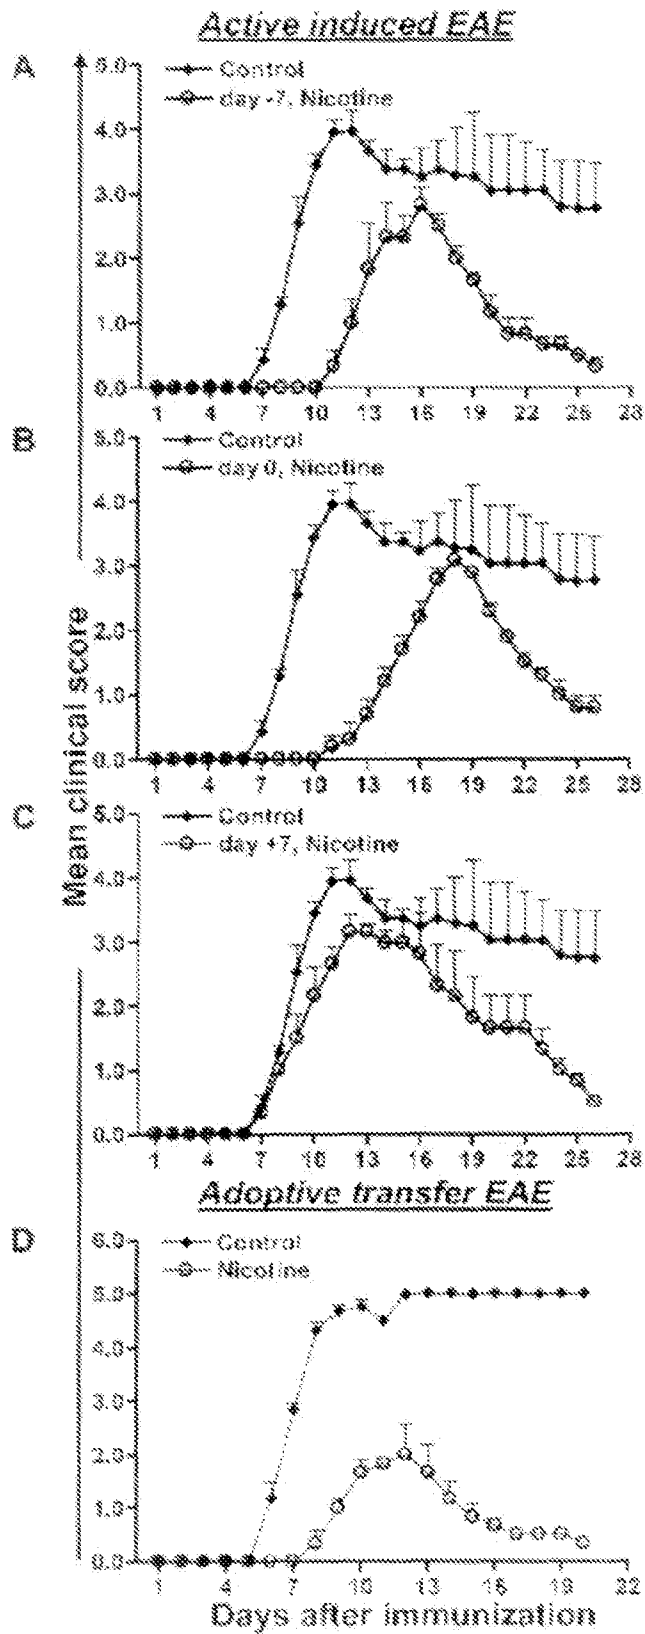 Active induced EAE
A
5.0
Control
day -7, Nicotine
4.0
3.0
2.0
1.0
0.0
1 4 7 10 13 16 19 22 25 28
B
5.0
Control
day 0, Nicotine
4.0
3.0
2.0
1.0
0.0
1 4 7 10 13 16 19 22 25 28
Mean clinical score
C
5.0
Control
day +7, Nicotine
4.0
3.0
2.0
1.0
0.0
1 4 7 10 13 16 19 22 25 28
Adoptive transfer EAE
D
6.0
Control
Nicotine
5.0
4.0
3.0
2.0
1.0
0.0
1 4 7 10 13 16 19 22
Days after immunization